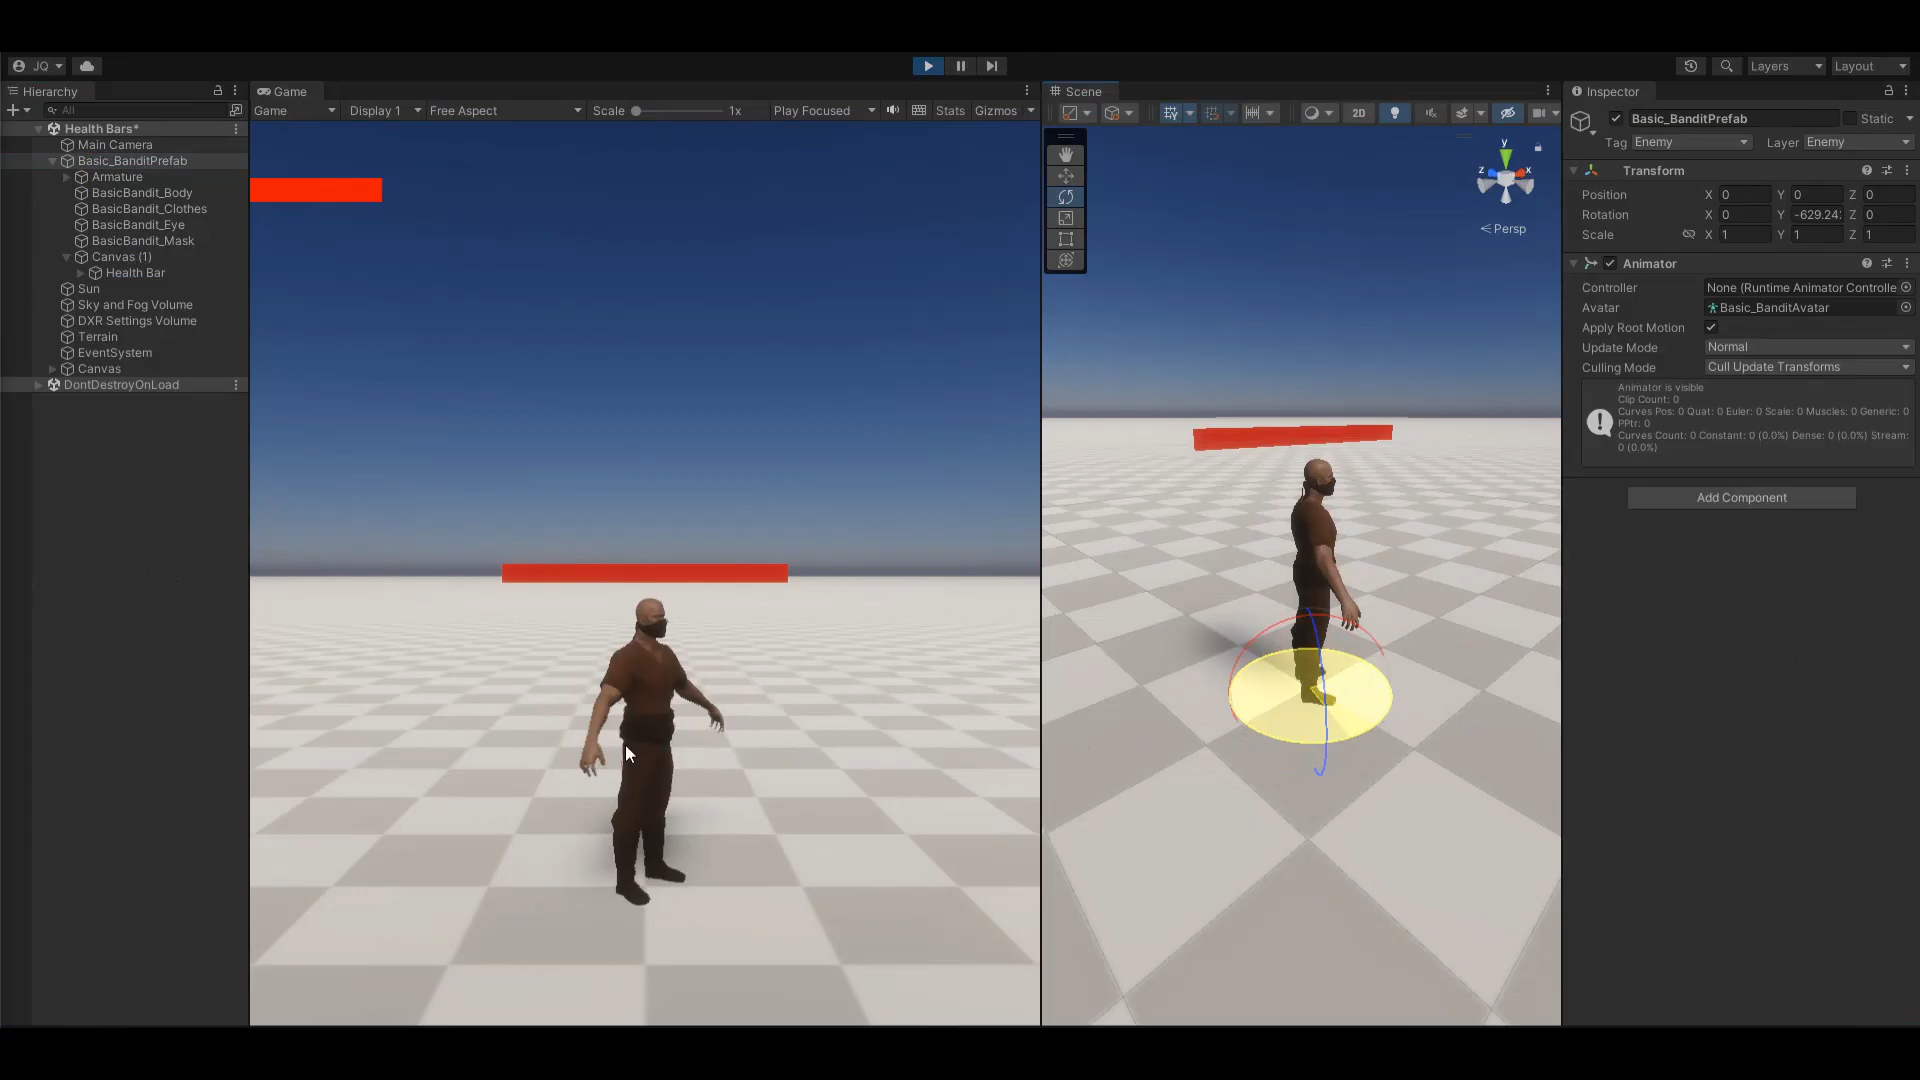 JQ
Layers
Layout
Hierarchy
All
Health Bars*
Main Camera
Basic_BanditPrefab
Armature
BasicBandit_Body
BasicBandit_Clothes
BasicBandit_Eye
BasicBandit_Mask
Canvas (1)
Health Bar
Sun
Sky and Fog Volume
DXR Settings Volume
Terrain
EventSystem
Canvas
DontDestroyOnLoad
Game
Game Display 1 Free Aspect Scale 1x Play Focused Stats Gizmos
Scene
2D
y
z x
< Persp
Inspector
Basic_BanditPrefab Static
Tag Enemy Layer Enemy
Transform
Position X 0 Y 0 Z 0
Rotation X 0 Y -629.24 Z 0
Scale X 1 Y 1 Z 1
Animator
Controller None (Runtime Animator Controlle
Avatar Basic_BanditAvatar
Apply Root Motion
Update Mode Normal
Culling Mode Cull Update Transforms
Animator is visible
Clip Count: 0
Curves Pos: 0 Quat: 0 Euler: 0 Scale: 0 Muscles: 0 Generic: 0
PPtr: 0
Curves Count: 0 Constant: 0 (0.0%) Dense: 0 (0.0%) Stream:
0 (0.0%)
Add Component